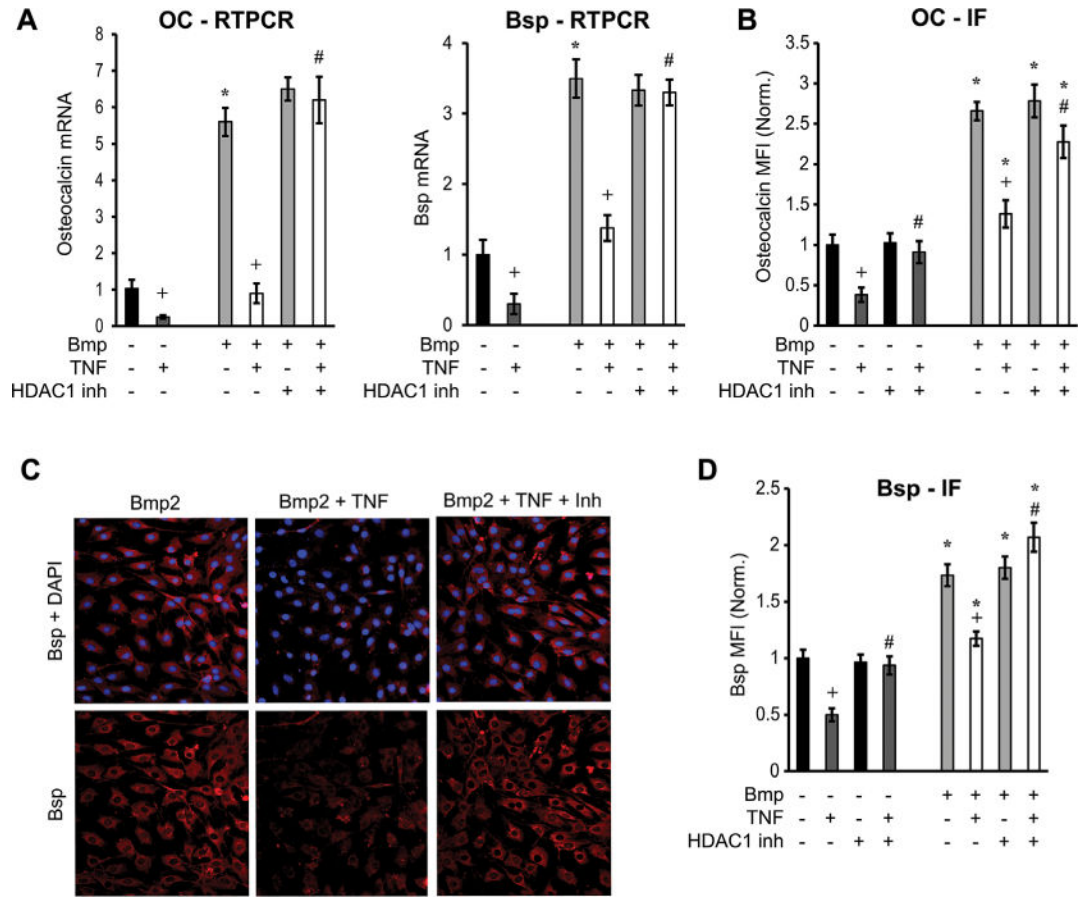 A
OC - RTPCR
Osteocalcin mRNA
8
7
6
5
4
3
2
1
0
+
*
+
#
Bmp - - + + + +
TNF - + - + - +
HDAC1 inh - - - - + +
Bsp - RTPCR
Bsp mRNA
4
3
2
1
0
+
*
+
#
Bmp - - + + + +
TNF - + - + - +
HDAC1 inh - - - - + +
B
OC - IF
Osteocalcin MFI (Norm.)
3.5
3
2.5
2
1.5
1
0.5
0
+
#
*
*
+
*
*
#
Bmp - - - - + + + +
TNF - + - + - + - +
HDAC1 inh - - + + - - + +
C
Bmp2
Bmp2 + TNF
Bmp2 + TNF + Inh
Bsp + DAPI
Bsp
D
Bsp - IF
Bsp MFI (Norm.)
2.5
2
1.5
1
0.5
0
+
#
*
*
+
*
*
#
Bmp - - - - + + + +
TNF - + - + - + - +
HDAC1 inh - - + + - - + +